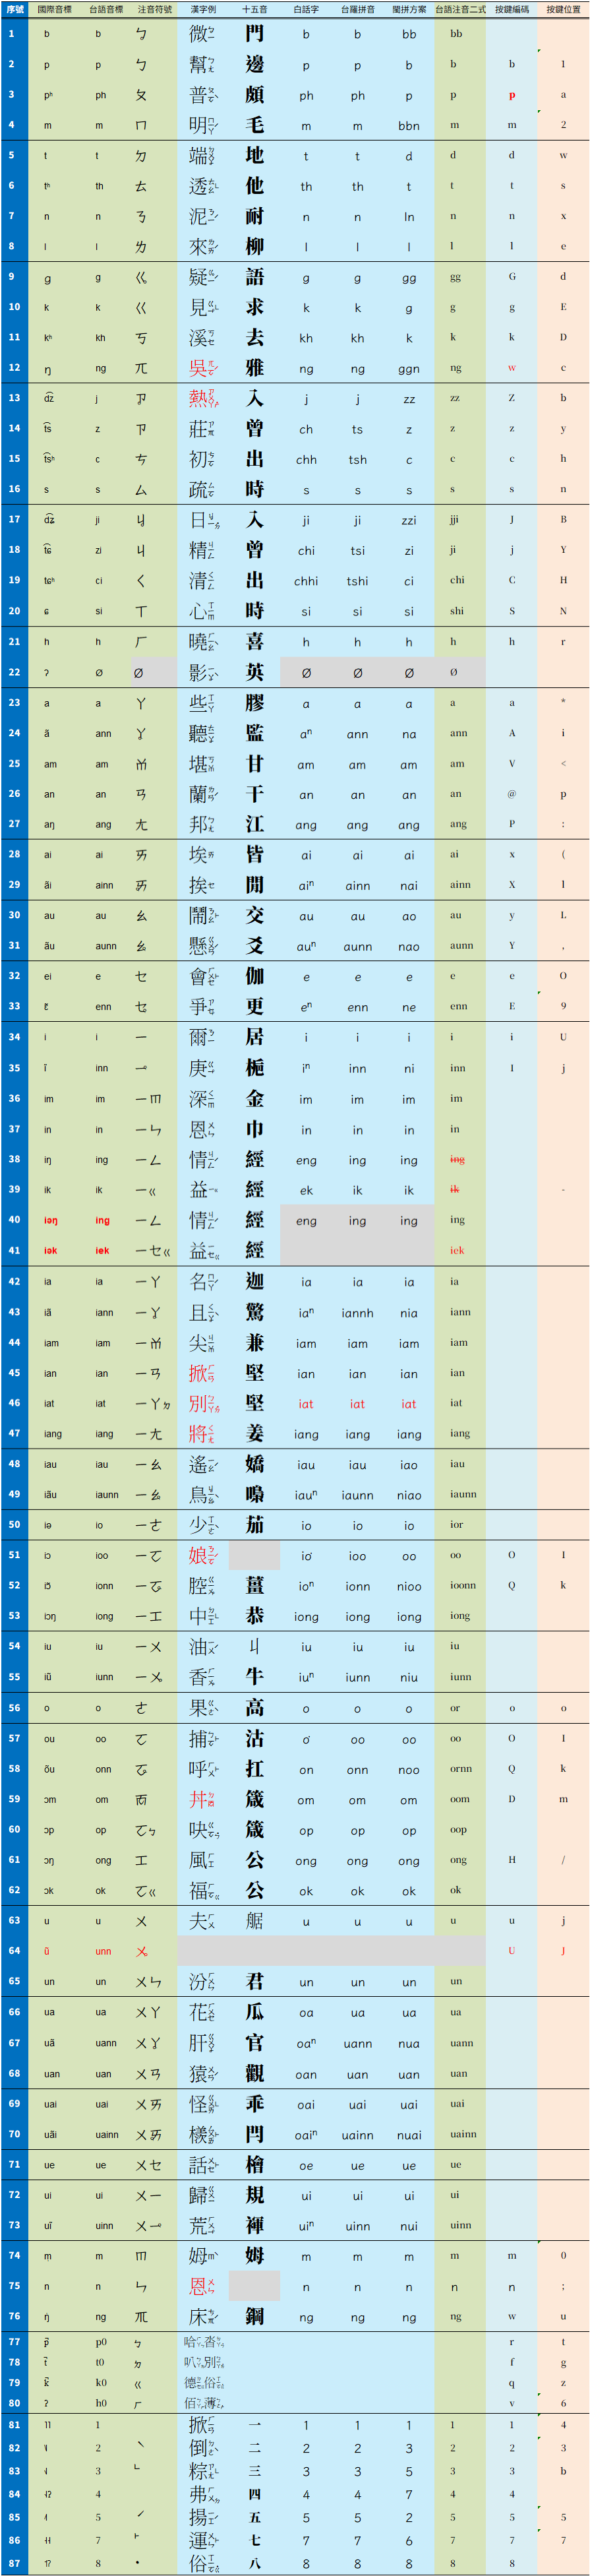 序號 國際音標 台語音標 注音符號 漢字例 十五音 白話字 台羅拼音 閩拼方案 台語注音二式 按鍵編碼 按鍵位置
1 b b ㆠ 微 門 b b bb bb
2 p p ㄅ 幫 邊 p p b b b 1
3 pʰ ph ㄆ 普 頗 ph ph p p p a
4 m m ㄇ 明 毛 m m bbn m m 2
5 t t ㄉ 端 地 t t d d d w
6 tʰ th ㄊ 透 他 th th t t t s
7 n n ㄋ 泥 耐 n n ln n n x
8 l l ㄌ 來 柳 l l l l l e
9 ɡ g ㆣ 疑 語 g g gg gg G d
10 k k ㄍ 見 求 k k g g g E
11 kʰ kh ㄎ 溪 去 kh kh k k k D
12 ŋ ng ㄫ 吳 雅 ng ng ggn ng w c
13 d͡z j ㆡ 熱 入 j j zz zz Z b
14 t͡s z ㄗ 莊 曾 ch ts z z z y
15 t͡sʰ c ㄘ 初 出 chh tsh c c c h
16 s s ㄙ 疏 時 s s s s s n
17 d͡ʑ ji ㆢ 日 入 ji ji zzi jji J B
18 t͡ɕ zi ㄐ 精 曾 chi tsi zi ji j Y
19 tɕʰ ci ㄑ 清 出 chhi tshi ci chi C H
20 ɕ si ㄒ 心 時 si si si shi S N
21 h h ㄏ 曉 喜 h h h h h r
22 ʔ Ø Ø 影 英 Ø Ø Ø Ø
23 a a ㄚ 些 膠 a a a a a *
24 ã ann ㆩ 聽 監 aⁿ ann na ann A i
25 am am ㆰ 堪 甘 am am am am V <
26 an an ㄢ 蘭 干 an an an an @ p
27 aŋ ang ㄤ 邦 江 ang ang ang ang P :
28 ai ai ㄞ 埃 皆 ai ai ai ai x (
29 ãi ainn ㆮ 挨 閒 aiⁿ ainn nai ainn X l
30 au au ㄠ 鬧 交 au au ao au y L
31 ãu aunn ㆯ 懸 爻 auⁿ aunn nao aunn Y ,
32 ei e ㄝ 會 伽 e e e e e O
33 ɛ̃ enn ㆥ 爭 更 eⁿ enn ne enn E 9
34 i i ㄧ 爾 居 i i i i i U
35 ĩ inn ㆪ 庚 梔 iⁿ inn ni inn I j
36 im im ㄧㆬ 深 金 im im im im
37 in in ㄧㄣ 恩 巾 in in in in
38 iŋ ing ㄧㄥ 情 經 eng ing ing ing
39 ik ik ㄧㄍ 益 經 ek ik ik ik -
40 iəŋ ing ㄧㄥ 情 經 eng ing ing ing
41 iək iek ㄧㄝㄍ 益 經 iek
42 ia ia ㄧㄚ 名 迦 ia ia ia ia
43 iã iann ㄧㆩ 且 驚 iaⁿ iannh nia iann
44 iam iam ㄧㆰ 尖 兼 iam iam iam iam
45 ian ian ㄧㄢ 掀 堅 ian ian ian ian
46 iat iat ㄧㄚㄉ 別 堅 iat iat iat iat
47 iang iang ㄧㄤ 將 姜 iang iang iang iang
48 iau iau ㄧㄠ 遙 嬌 iau iau iao iau
49 iãu iaunn ㄧㆯ 鳥 嘄 iauⁿ iaunn niao iaunn
50 iə io ㄧㄜ 少 茄 io io io ior
51 iɔ ioo ㄧㆦ 娘 io͘ ioo oo oo O I
52 iɔ̃ ionn ㄧㆧ 腔 薑 ioⁿ ionn nioo ioonn Q k
53 iɔŋ iong ㄧㆲ 中 恭 iong iong iong iong
54 iu iu ㄧㄨ 油 丩 iu iu iu iu
55 iũ iunn ㄧㆫ 香 牛 iuⁿ iunn niu iunn
56 o o ㄜ 果 高 o o o or o o
57 ou oo ㆦ 捕 沽 o͘ oo oo oo O I
58 õu onn ㆧ 呼 扛 on onn noo ornn Q k
59 ɔm om ㆱ 丼 箴 om om om oom D m
60 ɔp op ㆦㄅ 吷 箴 op op op oop
61 ɔŋ ong ㆲ 風 公 ong ong ong ong H /
62 ɔk ok ㆦㄍ 福 公 ok ok ok ok
63 u u ㄨ 夫 艍 u u u u u j
64 ũ unn ㆫ U J
65 un un ㄨㄣ 汾 君 un un un un
66 ua ua ㄨㄚ 花 瓜 oa ua ua ua
67 uã uann ㄨㆩ 肝 官 oaⁿ uann nua uann
68 uan uan ㄨㄢ 猿 觀 oan uan uan uan
69 uai uai ㄨㄞ 怪 乖 oai uai uai uai
70 uãi uainn ㄨㆮ 檨 閂 oaiⁿ uainn nuai uainn
71 ue ue ㄨㄝ 話 檜 oe ue ue ue
72 ui ui ㄨㄧ 歸 規 ui ui ui ui
73 uĩ uinn ㄨㆪ 荒 褌 uiⁿ uinn nui uinn
74 m̩ m ㆬ 姆 姆 m m m m m 0
75 n n ㄣ 恩 n n n n n ;
76 ŋ̍ ng ㆭ 床 鋼 ng ng ng ng w u
77 p̚ p0 ㆴ 哈沓 r t
78 t̚ t0 ㆵ 叭別 f g
79 k̚ k0 ㄍ 德俗 q z
80 ʔ h0 ㆷ 佰薄 v 6
81 ˥˥ 1 掀 一 1 1 1 1 1 4
82 ˥˩ 2 ˋ 倒 二 2 2 3 2 2 3
83 3 ㄴ 粽 三 3 3 5 3 3 b
84 4 弗 四 4 4 7 4 4
85 5 ˊ 揚 五 5 5 2 5 5 5
86 ˧˧ 7 ㅏ 運 七 7 7 6 7 7 7
87 8 • 俗 八 8 8 8 8 8